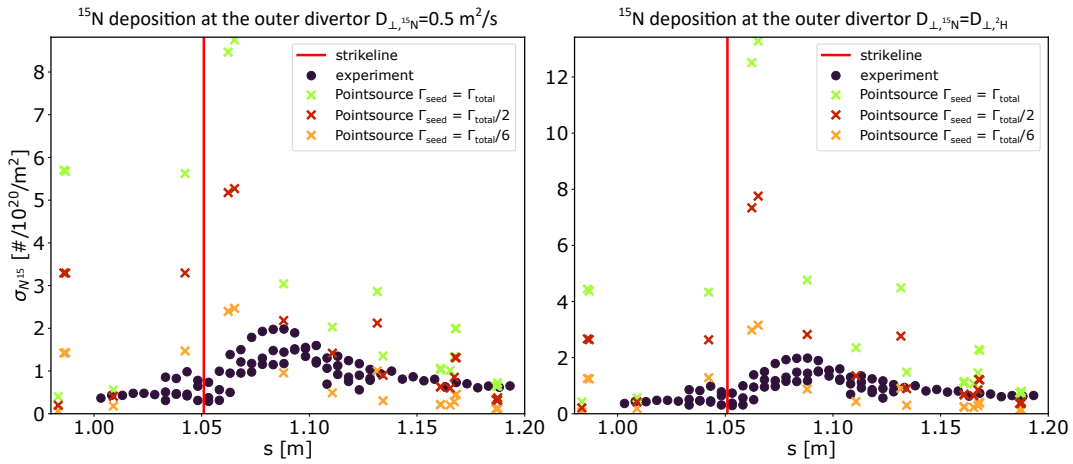 ¹⁵N deposition at the outer divertor D⊥,¹⁵N=0.5 m²/s
8
7
6
5
4
3
2
1
0
σN¹⁵ [#/10²⁰/m²]
strikeline
experiment
Pointsource Γseed = Γtotal
Pointsource Γseed = Γtotal/2
Pointsource Γseed = Γtotal/6
1.00 1.05 1.10 1.15 1.20
s [m]
¹⁵N deposition at the outer divertor D⊥,¹⁵N=D⊥,²H
12
10
8
6
4
2
0
strikeline
experiment
Pointsource Γseed = Γtotal
Pointsource Γseed = Γtotal/2
Pointsource Γseed = Γtotal/6
1.00 1.05 1.10 1.15 1.20
s [m]